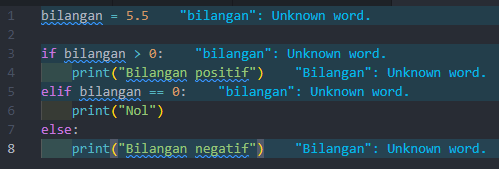 1 bilangan = 5.5 "bilangan": Unknown word.
2
3 if bilangan > 0: "bilangan": Unknown word.
4 print("Bilangan positif") "Bilangan": Unknown word.
5 elif bilangan == 0: "bilangan": Unknown word.
6 print("Nol")
7 else:
8 print("Bilangan negatif") "Bilangan": Unknown word.